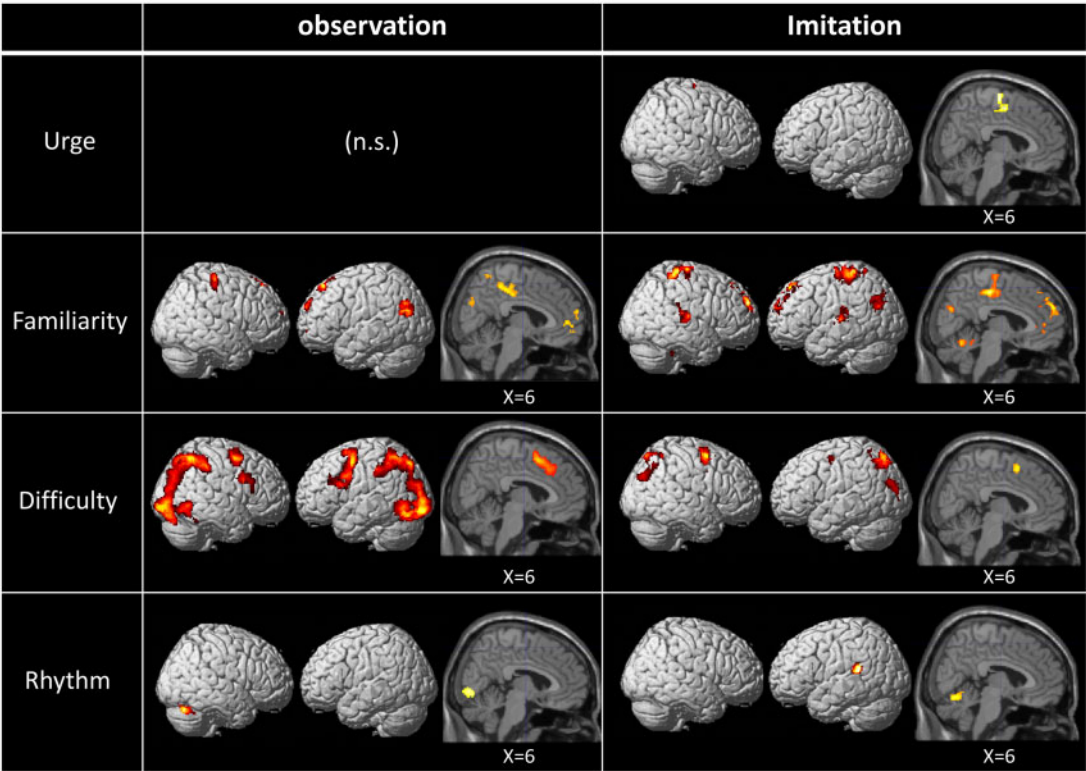 observation
Imitation
Urge
(n.s.)
X=6
Familiarity
X=6
X=6
Difficulty
X=6
X=6
Rhythm
X=6
X=6